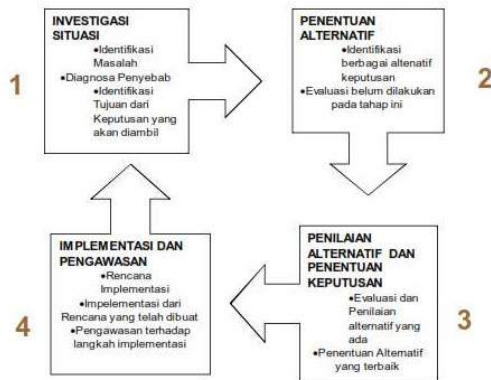 1
INVESTIGASI
SITUASI
•Identifikasi
Masalah
•Diagnosa Penyebab
•Identifikasi
Tujuan dari
Keputusan yang
akan diambil
PENENTUAN
ALTERNATIF
•Identifikasi
berbagai altenatif
keputusan
•Evaluasi belum dilakukan
pada tahap ini
2
PENILAIAN
ALTERNATIF DAN
PENENTUAN
KEPUTUSAN
•Evaluasi dan
Penilaian
alternatif yang
ada
•Penentuan Alternatif
yang terbaik
3
IMPLEMENTASI DAN
PENGAWASAN
•Rencana
Implementasi
•Impelementasi dari
Rencana yang telah dibuat
•Pengawasan terhadap
langkah implementasi
4